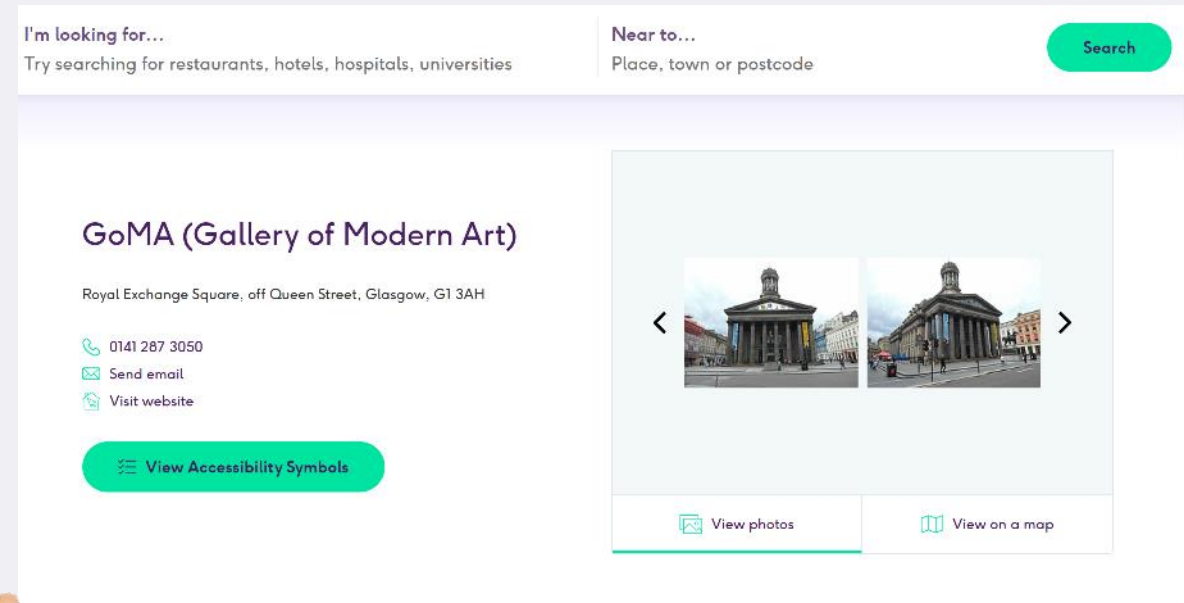 I'm looking for...
Try searching for restaurants, hotels, hospitals, universities
Near to...
Place, town or postcode
Search
GoMA (Gallery of Modern Art)
Royal Exchange Square, off Queen Street, Glasgow, G1 3AH
0141 287 3050
Send email
Visit website
View Accessibility Symbols
View photos
View on a map